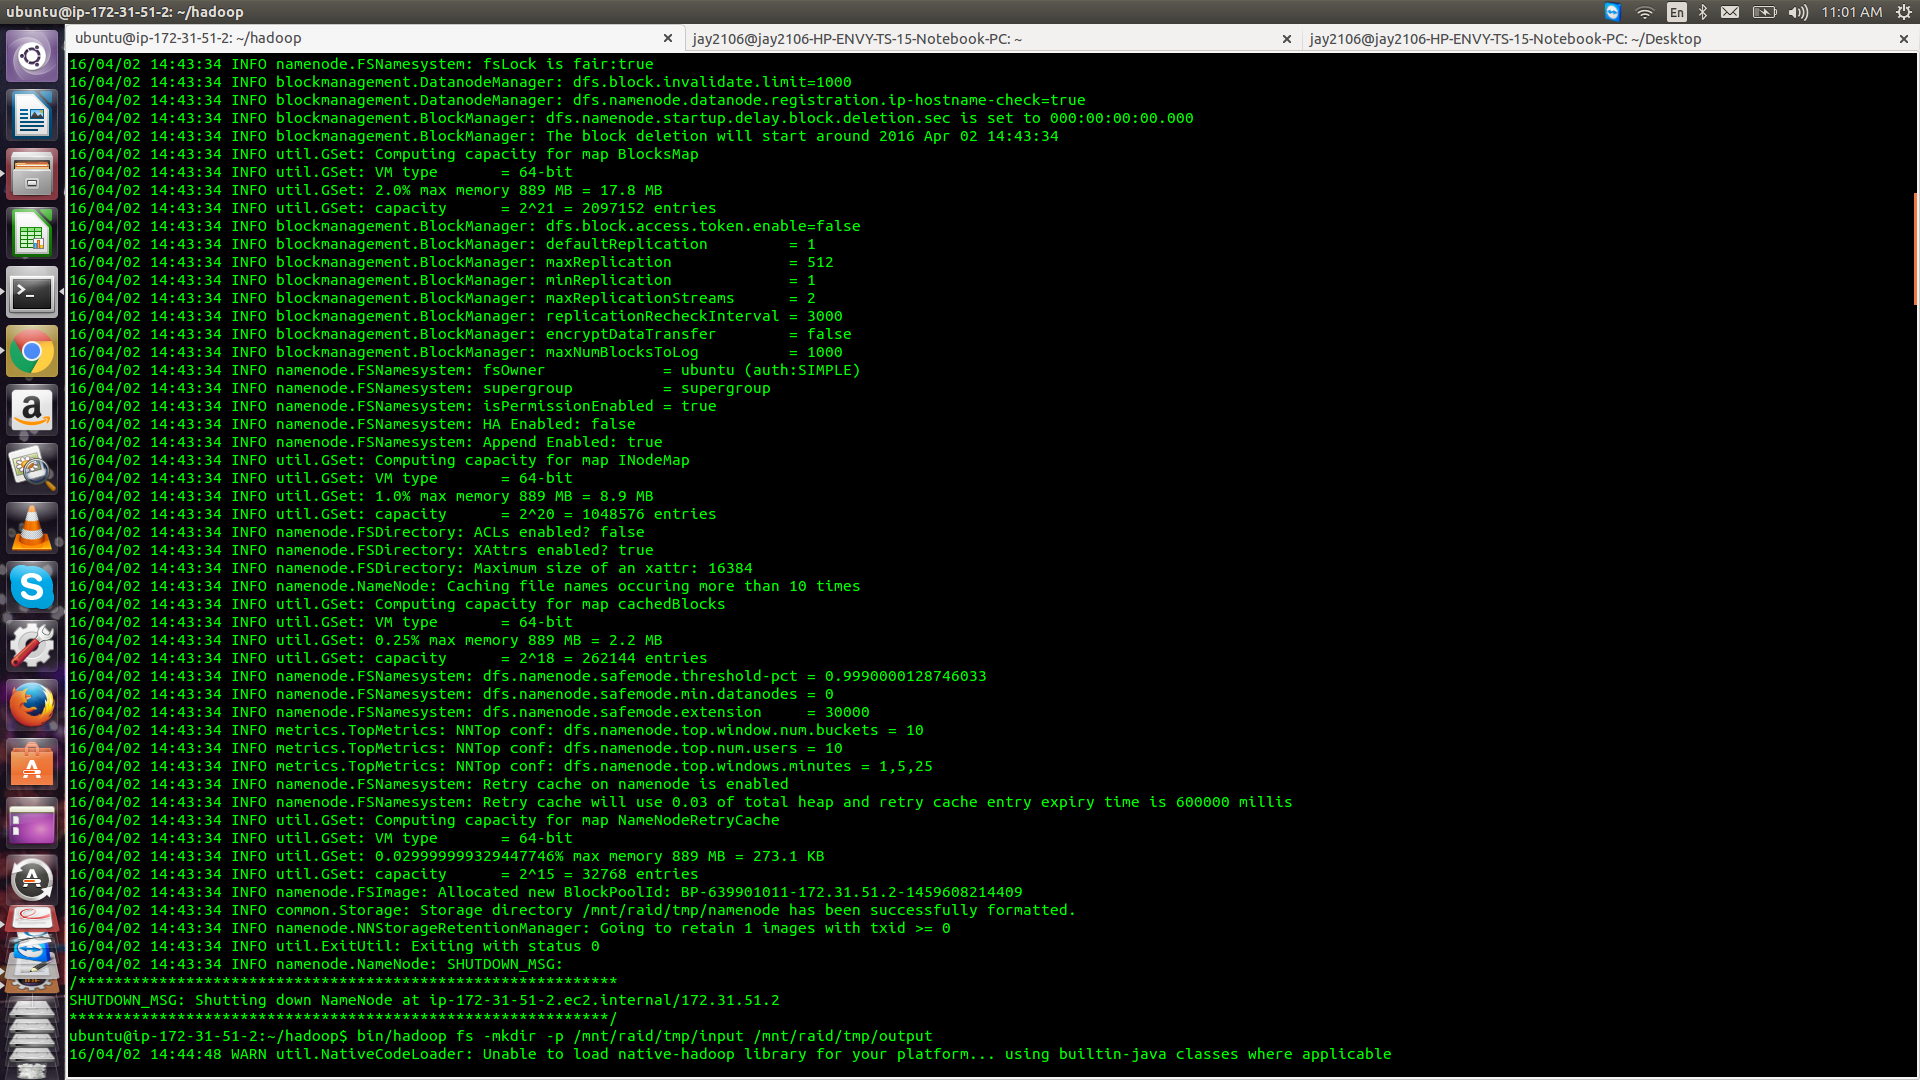 ubuntu@ip-172-31-51-2: ~/hadoop
En
11:01 AM
ubuntu@ip-172-31-51-2: ~/hadoop
jay2106@jay2106-HP-ENVY-TS-15-Notebook-PC: ~
jay2106@jay2106-HP-ENVY-TS-15-Notebook-PC: ~/Desktop
16/04/02 14:43:34 INFO namenode.FSNamesystem: fsLock is fair:true
16/04/02 14:43:34 INFO blockmanagement.DatanodeManager: dfs.block.invalidate.limit=1000
16/04/02 14:43:34 INFO blockmanagement.DatanodeManager: dfs.namenode.datanode.registration.ip-hostname-check=true
16/04/02 14:43:34 INFO blockmanagement.BlockManager: dfs.namenode.startup.delay.block.deletion.sec is set to 000:00:00:00.000
16/04/02 14:43:34 INFO blockmanagement.BlockManager: The block deletion will start around 2016 Apr 02 14:43:34
16/04/02 14:43:34 INFO util.GSet: Computing capacity for map BlocksMap
16/04/02 14:43:34 INFO util.GSet: VM type       = 64-bit
16/04/02 14:43:34 INFO util.GSet: 2.0% max memory 889 MB = 17.8 MB
16/04/02 14:43:34 INFO util.GSet: capacity      = 2^21 = 2097152 entries
16/04/02 14:43:34 INFO blockmanagement.BlockManager: dfs.block.access.token.enable=false
16/04/02 14:43:34 INFO blockmanagement.BlockManager: defaultReplication         = 1
16/04/02 14:43:34 INFO blockmanagement.BlockManager: maxReplication             = 512
16/04/02 14:43:34 INFO blockmanagement.BlockManager: minReplication             = 1
16/04/02 14:43:34 INFO blockmanagement.BlockManager: maxReplicationStreams      = 2
16/04/02 14:43:34 INFO blockmanagement.BlockManager: replicationRecheckInterval = 3000
16/04/02 14:43:34 INFO blockmanagement.BlockManager: encryptDataTransfer        = false
16/04/02 14:43:34 INFO blockmanagement.BlockManager: maxNumBlocksToLog          = 1000
16/04/02 14:43:34 INFO namenode.FSNamesystem: fsOwner             = ubuntu (auth:SIMPLE)
16/04/02 14:43:34 INFO namenode.FSNamesystem: supergroup          = supergroup
16/04/02 14:43:34 INFO namenode.FSNamesystem: isPermissionEnabled = true
16/04/02 14:43:34 INFO namenode.FSNamesystem: HA Enabled: false
16/04/02 14:43:34 INFO namenode.FSNamesystem: Append Enabled: true
16/04/02 14:43:34 INFO util.GSet: Computing capacity for map INodeMap
16/04/02 14:43:34 INFO util.GSet: VM type       = 64-bit
16/04/02 14:43:34 INFO util.GSet: 1.0% max memory 889 MB = 8.9 MB
16/04/02 14:43:34 INFO util.GSet: capacity      = 2^20 = 1048576 entries
16/04/02 14:43:34 INFO namenode.FSDirectory: ACLs enabled? false
16/04/02 14:43:34 INFO namenode.FSDirectory: XAttrs enabled? true
16/04/02 14:43:34 INFO namenode.FSDirectory: Maximum size of an xattr: 16384
16/04/02 14:43:34 INFO namenode.NameNode: Caching file names occuring more than 10 times
16/04/02 14:43:34 INFO util.GSet: Computing capacity for map cachedBlocks
16/04/02 14:43:34 INFO util.GSet: VM type       = 64-bit
16/04/02 14:43:34 INFO util.GSet: 0.25% max memory 889 MB = 2.2 MB
16/04/02 14:43:34 INFO util.GSet: capacity      = 2^18 = 262144 entries
16/04/02 14:43:34 INFO namenode.FSNamesystem: dfs.namenode.safemode.threshold-pct = 0.9990000128746033
16/04/02 14:43:34 INFO namenode.FSNamesystem: dfs.namenode.safemode.min.datanodes = 0
16/04/02 14:43:34 INFO namenode.FSNamesystem: dfs.namenode.safemode.extension     = 30000
16/04/02 14:43:34 INFO metrics.TopMetrics: NNTop conf: dfs.namenode.top.window.num.buckets = 10
16/04/02 14:43:34 INFO metrics.TopMetrics: NNTop conf: dfs.namenode.top.num.users = 10
16/04/02 14:43:34 INFO metrics.TopMetrics: NNTop conf: dfs.namenode.top.windows.minutes = 1,5,25
16/04/02 14:43:34 INFO namenode.FSNamesystem: Retry cache on namenode is enabled
16/04/02 14:43:34 INFO namenode.FSNamesystem: Retry cache will use 0.03 of total heap and retry cache entry expiry time is 600000 millis
16/04/02 14:43:34 INFO util.GSet: Computing capacity for map NameNodeRetryCache
16/04/02 14:43:34 INFO util.GSet: VM type       = 64-bit
16/04/02 14:43:34 INFO util.GSet: 0.029999999329447746% max memory 889 MB = 273.1 KB
16/04/02 14:43:34 INFO util.GSet: capacity      = 2^15 = 32768 entries
16/04/02 14:43:34 INFO namenode.FSImage: Allocated new BlockPoolId: BP-639901011-172.31.51.2-1459608214409
16/04/02 14:43:34 INFO common.Storage: Storage directory /mnt/raid/tmp/namenode has been successfully formatted.
16/04/02 14:43:34 INFO namenode.NNStorageRetentionManager: Going to retain 1 images with txid >= 0
16/04/02 14:43:34 INFO util.ExitUtil: Exiting with status 0
16/04/02 14:43:34 INFO namenode.NameNode: SHUTDOWN_MSG:
/************************************************************
SHUTDOWN_MSG: Shutting down NameNode at ip-172-31-51-2.ec2.internal/172.31.51.2
************************************************************/
ubuntu@ip-172-31-51-2:~/hadoop$ bin/hadoop fs -mkdir -p /mnt/raid/tmp/input /mnt/raid/tmp/output
16/04/02 14:44:48 WARN util.NativeCodeLoader: Unable to load native-hadoop library for your platform... using builtin-java classes where applicable